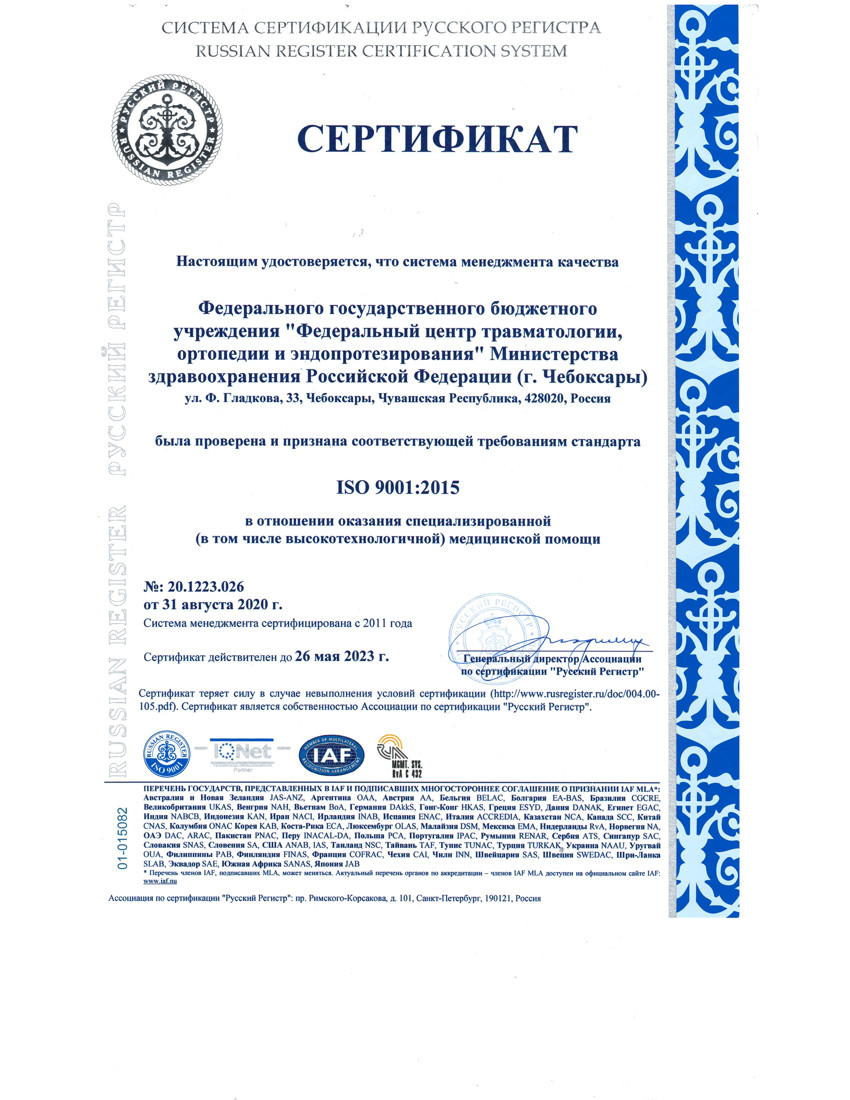 СИСТЕМА СЕРТИФИКАЦИИ РУССКОГО РЕГИСТРА
RUSSIAN REGISTER CERTIFICATION SYSTEM
РУССКИЙ РЕГИСТР
RUSSIAN REGISTER
СЕРТИФИКАТ
RUSSIAN REGISTER РУССКИЙ РЕГИСТР
Настоящим удостоверяется, что система менеджмента качества
Федерального государственного бюджетного
учреждения "Федеральный центр травматологии,
ортопедии и эндопротезирования" Министерства
здравоохранения Российской Федерации (г. Чебоксары)
ул. Ф. Гладкова, 33, Чебоксары, Чувашская Республика, 428020, Россия
была проверена и признана соответствующей требованиям стандарта
ISO 9001:2015
в отношении оказания специализированной
(в том числе высокотехнологичной) медицинской помощи
№: 20.1223.026
от 31 августа 2020 г.
Система менеджмента сертифицирована с 2011 года
Сертификат действителен до 26 мая 2023 г.
Генеральный директор Ассоциации
по сертификации "Русский Регистр"
Сертификат теряет силу в случае невыполнения условий сертификации (http://www.rusregister.ru/doc/004.00-
105.pdf). Сертификат является собственностью Ассоциации по сертификации "Русский Регистр".
RUSSIAN REGISTER
ISO 9001
IQNet
Partner
MEMBER OF MULTILATERAL
IAF
RECOGNITION ARRANGEMENT
MGMT. SYS.
RvA C 432
01-015082
ПЕРЕЧЕНЬ ГОСУДАРСТВ, ПРЕДСТАВЛЕННЫХ В IAF И ПОДПИСАВШИХ МНОГОСТОРОННЕЕ СОГЛАШЕНИЕ О ПРИЗНАНИИ IAF MLA*:
Австралия и Новая Зеландия JAS-ANZ, Аргентина OAA, Австрия AA, Бельгия BELAC, Болгария EA-BAS, Бразилия CGCRE,
Великобритания UKAS, Венгрия NAH, Вьетнам BoA, Германия DAkkS, Гонг-Конг HKAS, Греция ESYD, Дания DANAK, Египет EGAC,
Индия NABCB, Индонезия KAN, Иран NACI, Ирландия INAB, Испания ENAC, Италия ACCREDIA, Казахстан NCA, Канада SCC, Китай
CNAS, Колумбия ONAC Корея KAB, Коста-Рика ECA, Люксембург OLAS, Малайзия DSM, Мексика EMA, Нидерланды RvA, Норвегия NA,
ОАЭ DAC, ARAC, Пакистан PNAC, Перу INACAL-DA, Польша PCA, Португалия IPAC, Румыния RENAR, Сербия ATS, Сингапур SAC,
Словакия SNAS, Словения SA, США ANAB, IAS, Таиланд NSC, Тайвань TAF, Тунис TUNAC, Турция TURKAK, Украина NAAU, Уругвай
OUA, Филиппины PAB, Финляндия FINAS, Франция COFRAC, Чехия CAI, Чили INN, Швейцария SAS, Швеция SWEDAC, Шри-Ланка
SLAB, Эквадор SAE, Южная Африка SANAS, Япония JAB
* Перечень членов IAF, подписавших MLA, может меняться. Актуальный перечень органов по аккредитации – членов IAF MLA доступен на официальном сайте IAF:
www.iaf.nu
Ассоциация по сертификации "Русский Регистр": пр. Римского-Корсакова, д. 101, Санкт-Петербург, 190121, Россия